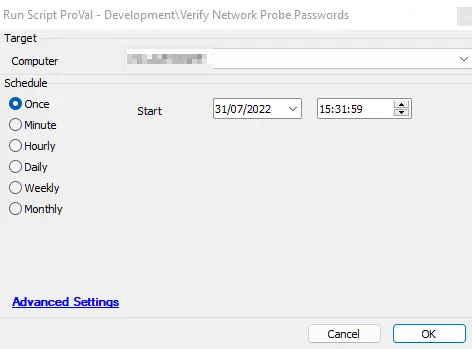 Run Script ProVal - Development\Verify Network Probe Passwords
Target
Computer
Schedule
Once
Start
31/07/2022
15:31:59
Minute
Hourly
Daily
Weekly
Monthly
Advanced Settings
Cancel
OK